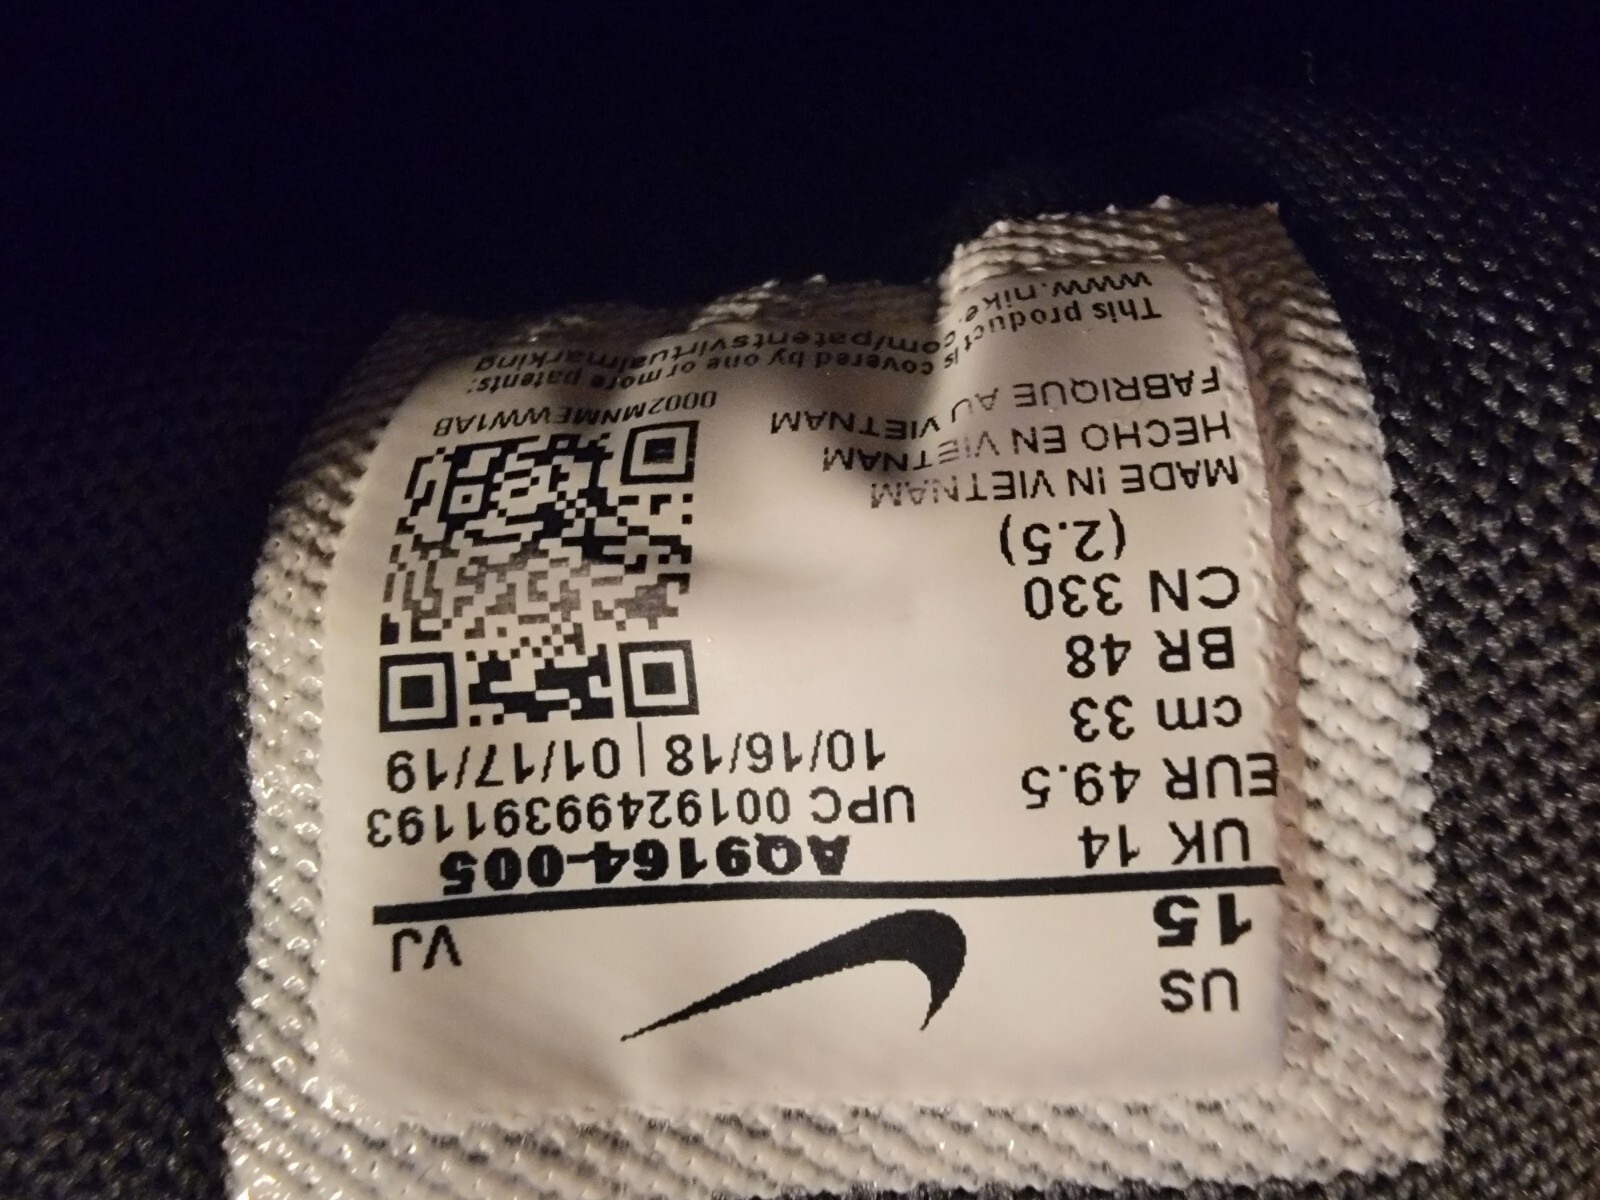 US
15
VJ
UK 14
EUR 49.5
cm 33
BR 48
CN 330
(2.5)
MADE IN VIETNAM
HECHO EN VIETNAM
FABRIQUE AU VIETNAM
AQ9164-005
UPC 00192499391193
10/16/18 | 01/17/19
0002MNMEWW1AB
This product is covered by one or more patents:
www.nike.com/patentsvirtualmarking